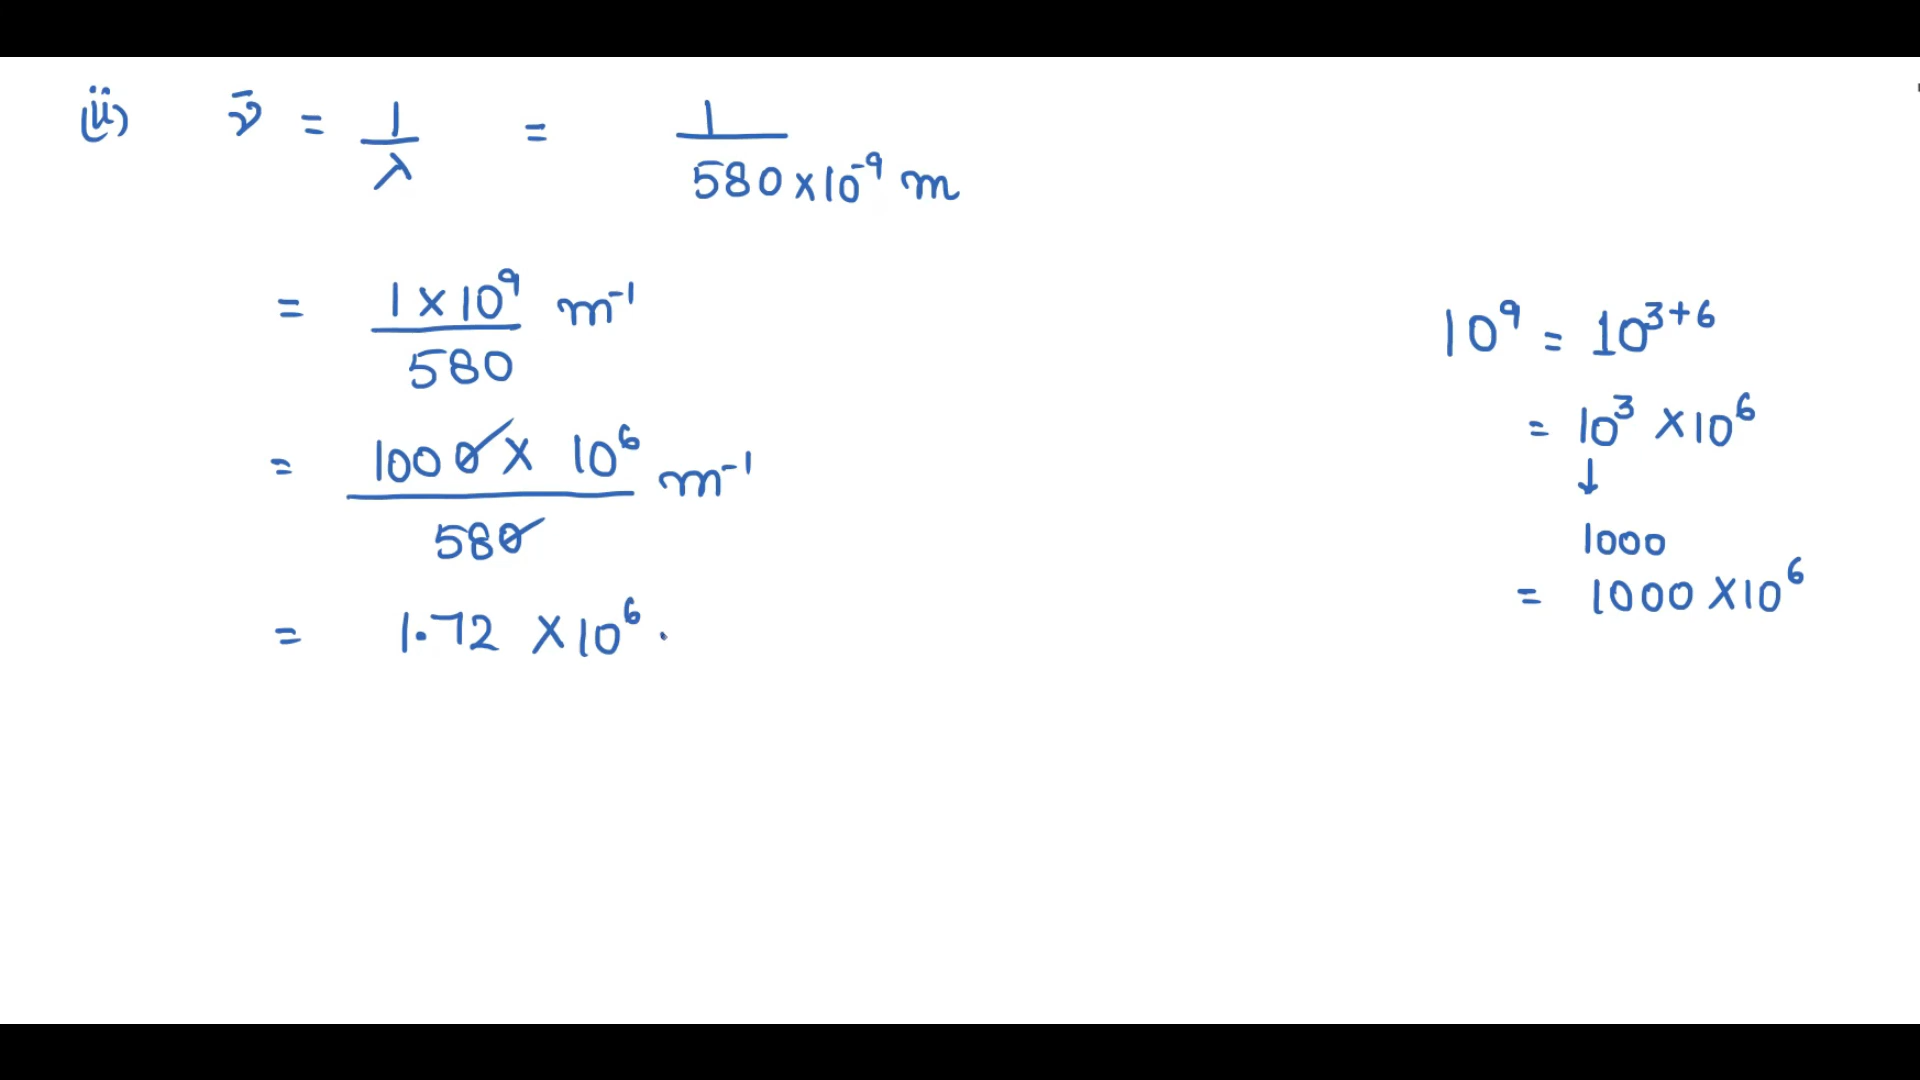 (ii) ν̄ = 1/λ = 1/(580 × 10⁻⁹ m)
= (1 × 10⁹)/580 m⁻¹
= (1000 × 10⁶)/580 m⁻¹
= 1.72 × 10⁶ .
10⁹ = 10³⁺⁶
= 10³ × 10⁶
↓
1000
= 1000 × 10⁶